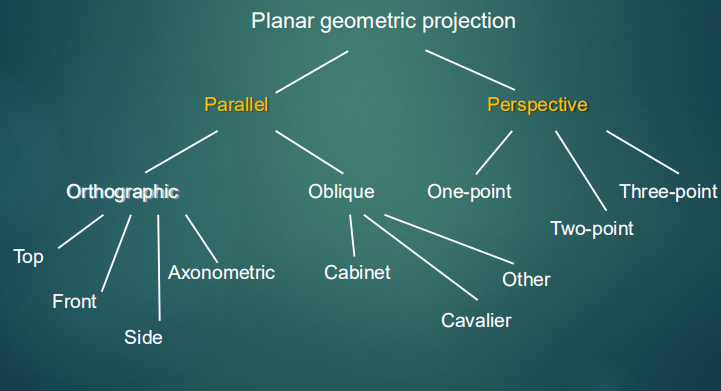 Planar geometric projection
Parallel
Perspective
Orthographic
Oblique
One-point
Two-point
Three-point
Top
Front
Side
Axonometric
Cabinet
Cavalier
Other